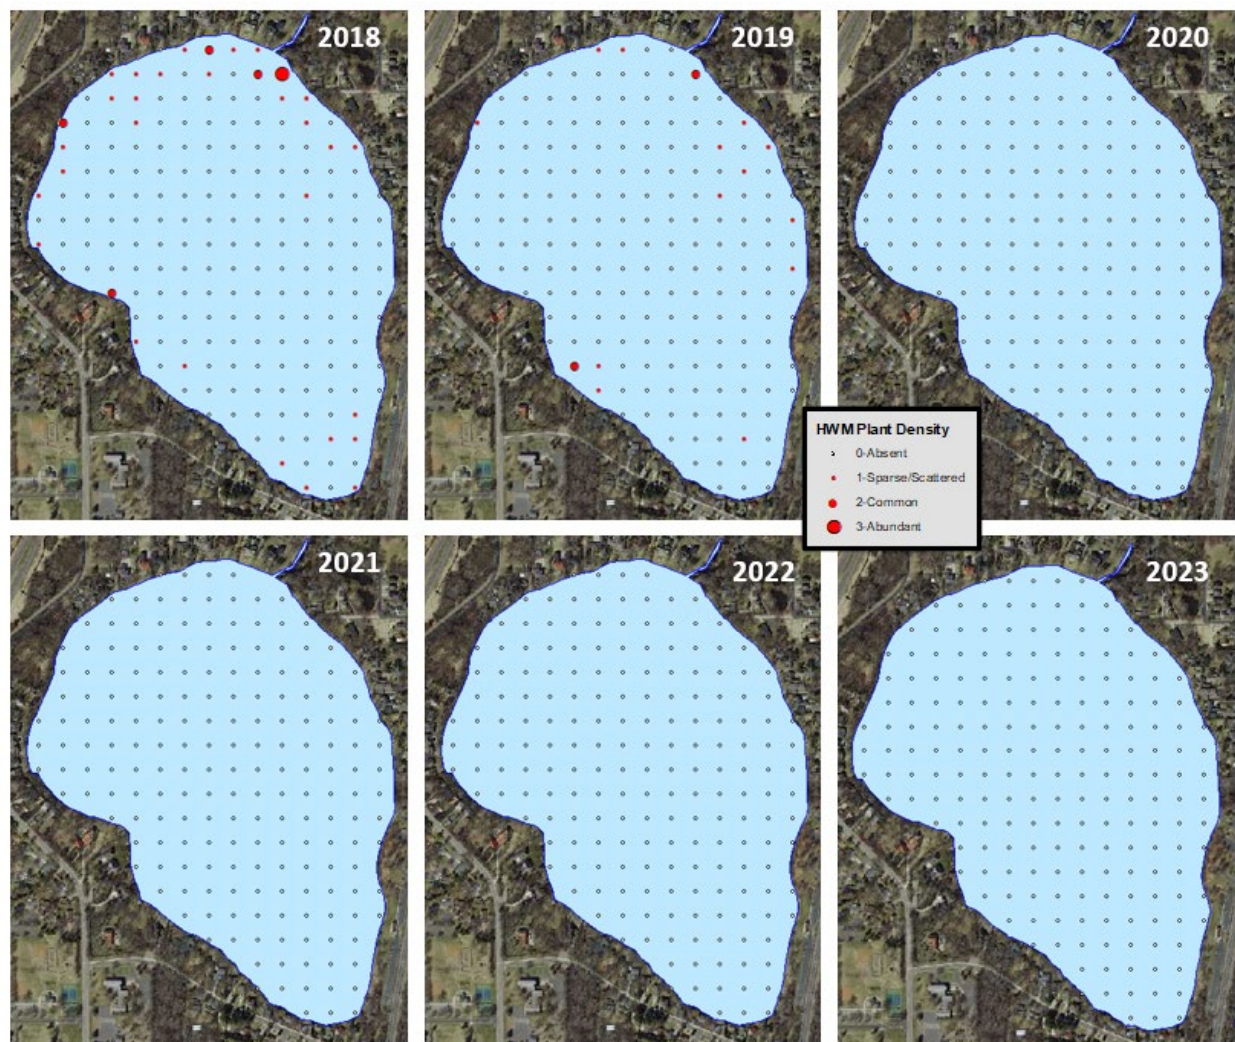 2018
2019
2020
HWM Plant Density
0-Absent
1-Sparse/Scattered
2-Common
3-Abundant
2021
2022
2023